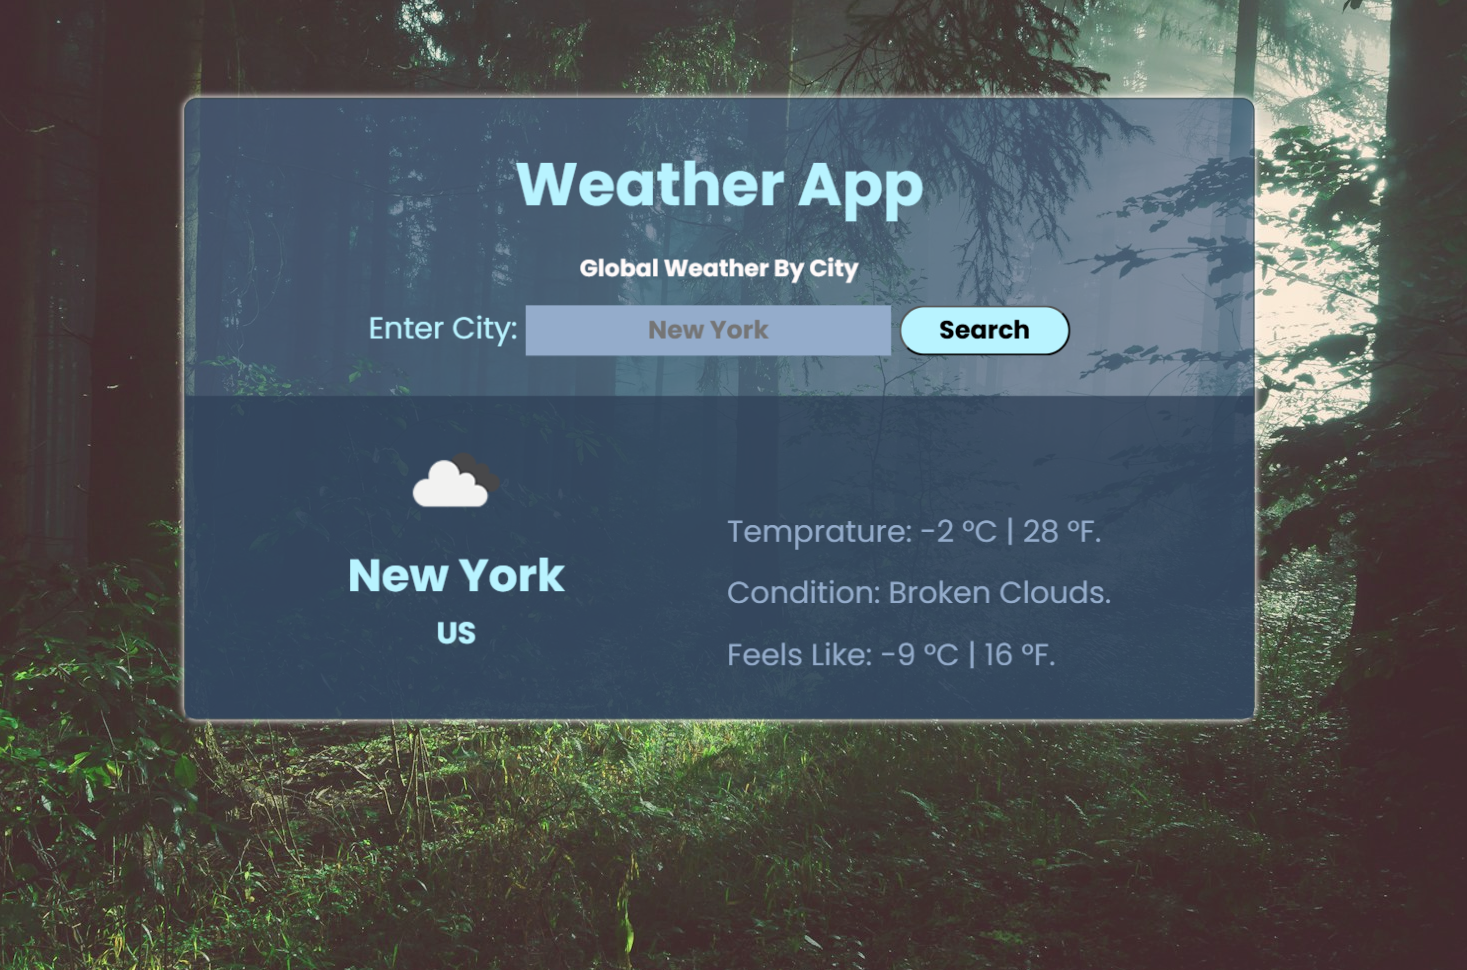 Weather App
Global Weather By City
Enter City: New York Search
New York
US
Temprature: -2 °C | 28 °F.
Condition: Broken Clouds.
Feels Like: -9 °C | 16 °F.